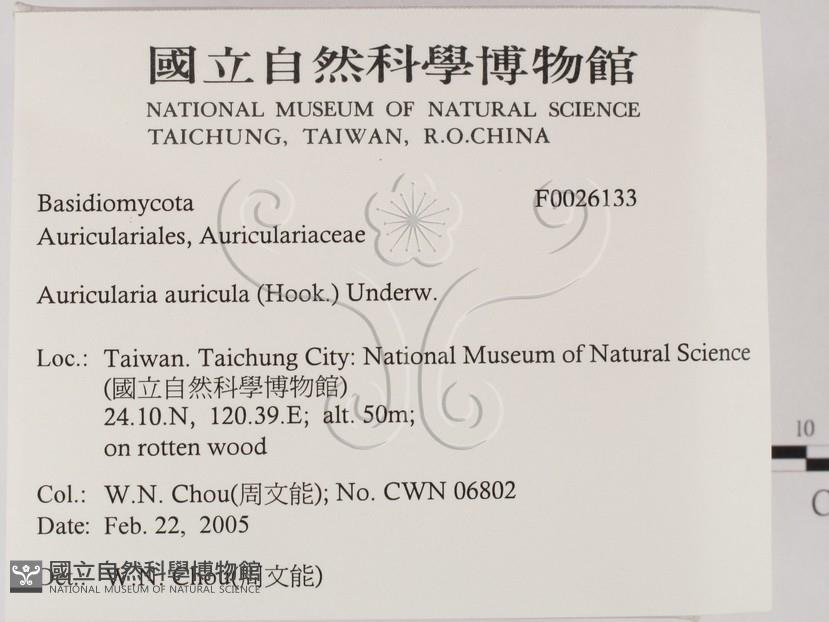 國立自然科學博物館
NATIONAL MUSEUM OF NATURAL SCIENCE
TAICHUNG, TAIWAN, R.O.CHINA
Basidiomycota F0026133
Auriculariales, Auriculariaceae
Auricularia auricula (Hook.) Underw.
Loc.: Taiwan. Taichung City: National Museum of Natural Science
(國立自然科學博物館)
24.10.N, 120.39.E; alt. 50m;
on rotten wood
Col.: W.N. Chou(周文能); No. CWN 06802
Date: Feb. 22, 2005
Det.: W.N. Chou(周文能)
國立自然科學博物館
NATIONAL MUSEUM OF NATURAL SCIENCE
10